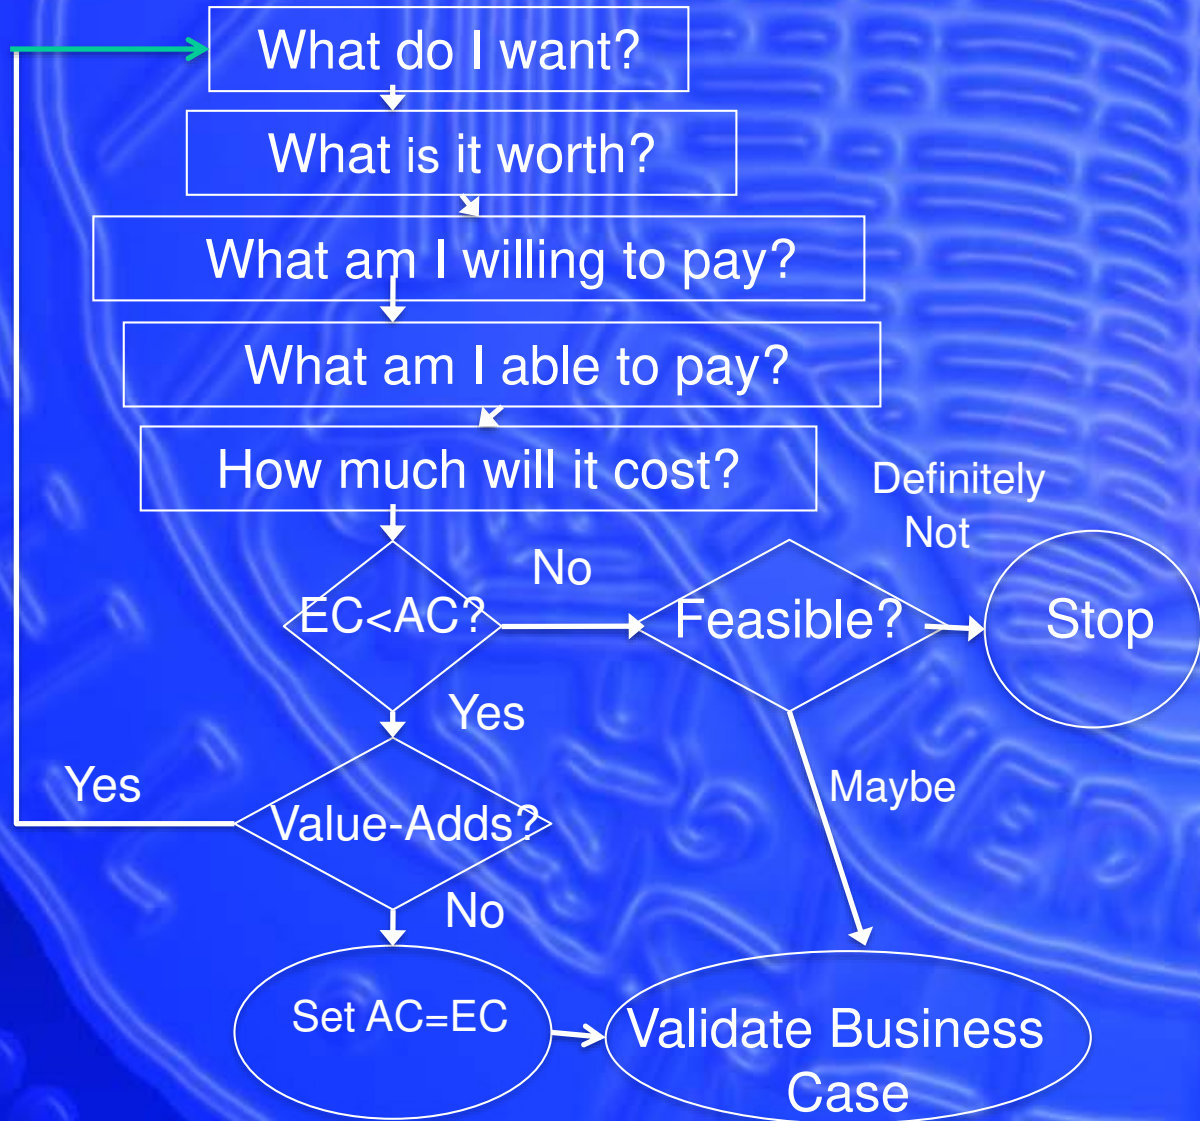 What do I want?
What is it worth?
What am I willing to pay?
What am I able to pay?
How much will it cost?
Definitely
Not
No
EC<AC?
Feasible?
Stop
Yes
Yes
Maybe
Value-Adds?
No
Set AC=EC
Validate Business
Case